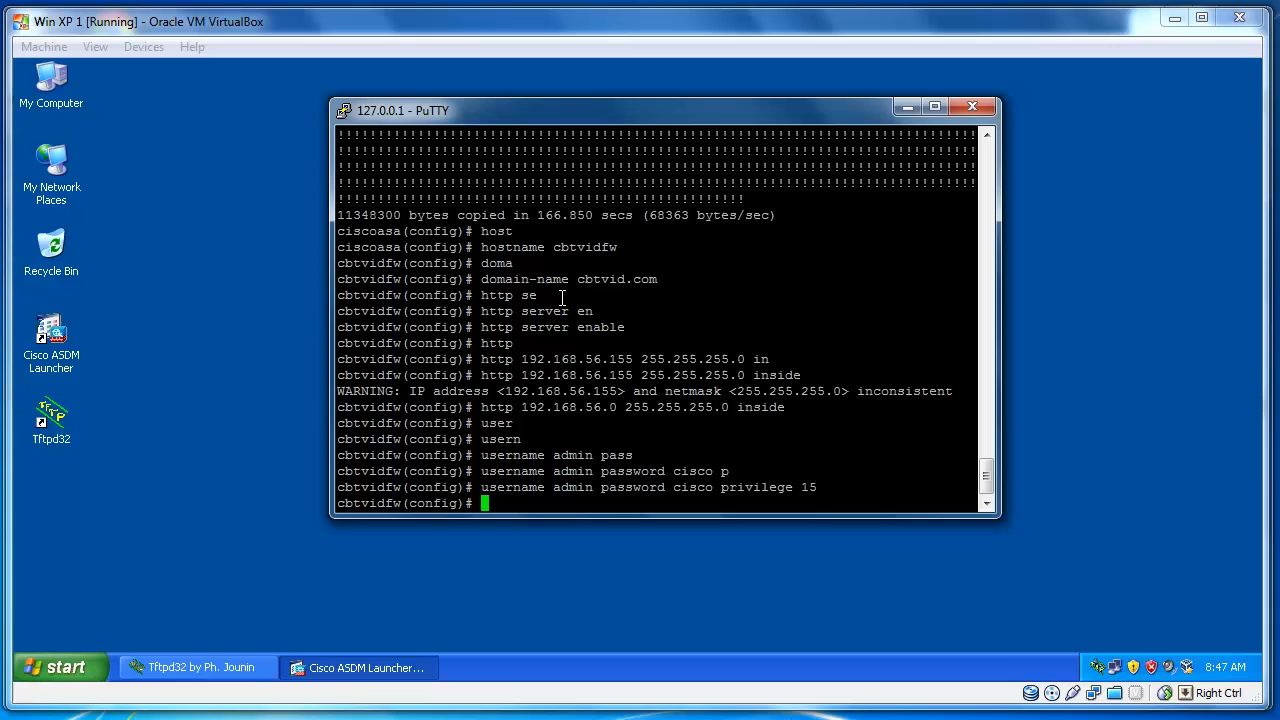 Win XP 1 [Running] - Oracle VM VirtualBox
Machine View Devices Help
My Computer
My Network Places
Recycle Bin
Cisco ASDM Launcher
Tftpd32
127.0.0.1 - PuTTY
!!!!!!!!!!!!!!!!!!!!!!!!!!!!!!!!!!!!!!!!!!!!!!!!!!!!!!!!!!!!!!!!!!!!!!!!!!!!!!!!
!!!!!!!!!!!!!!!!!!!!!!!!!!!!!!!!!!!!!!!!!!!!!!!!!!!!!!!!!!!!!!!!!!!!!!!!!!!!!!!!
!!!!!!!!!!!!!!!!!!!!!!!!!!!!!!!!!!!!!!!!!!!!!!!!!!!!!!!!!!!!!!!!!!!!!!!!!!!!!!!!
!!!!!!!!!!!!!!!!!!!!!!!!!!!!!!!!!!!!!!!!!!!!!!!!!!!!!!!!!!!!!!!!!!!!!!!!!!!!!!!!
!!!!!!!!!!!!!!!!!!!!!!!!!!!!!!!!!!!!!!!!!!!!!!!!!!!
11348300 bytes copied in 166.850 secs (68363 bytes/sec)
ciscoasa(config)# host
ciscoasa(config)# hostname cbtvidfw
cbtvidfw(config)# doma
cbtvidfw(config)# domain-name cbtvid.com
cbtvidfw(config)# http se
cbtvidfw(config)# http server en
cbtvidfw(config)# http server enable
cbtvidfw(config)# http
cbtvidfw(config)# http 192.168.56.155 255.255.255.0 in
cbtvidfw(config)# http 192.168.56.155 255.255.255.0 inside
WARNING: IP address <192.168.56.155> and netmask <255.255.255.0> inconsistent
cbtvidfw(config)# http 192.168.56.0 255.255.255.0 inside
cbtvidfw(config)# user
cbtvidfw(config)# usern
cbtvidfw(config)# username admin pass
cbtvidfw(config)# username admin password cisco p
cbtvidfw(config)# username admin password cisco privilege 15
cbtvidfw(config)#
start
Tftpd32 by Ph. Jounin
Cisco ASDM Launcher...
8:47 AM
Right Ctrl